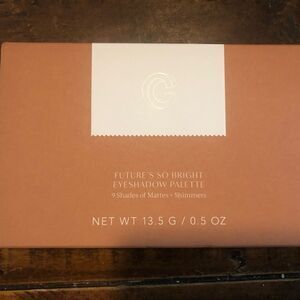 C
FUTURE'S SO BRIGHT
EYESHADOW PALETTE
9 Shades of Mattes + Shimmers
NET WT 13.5 G / 0.5 OZ